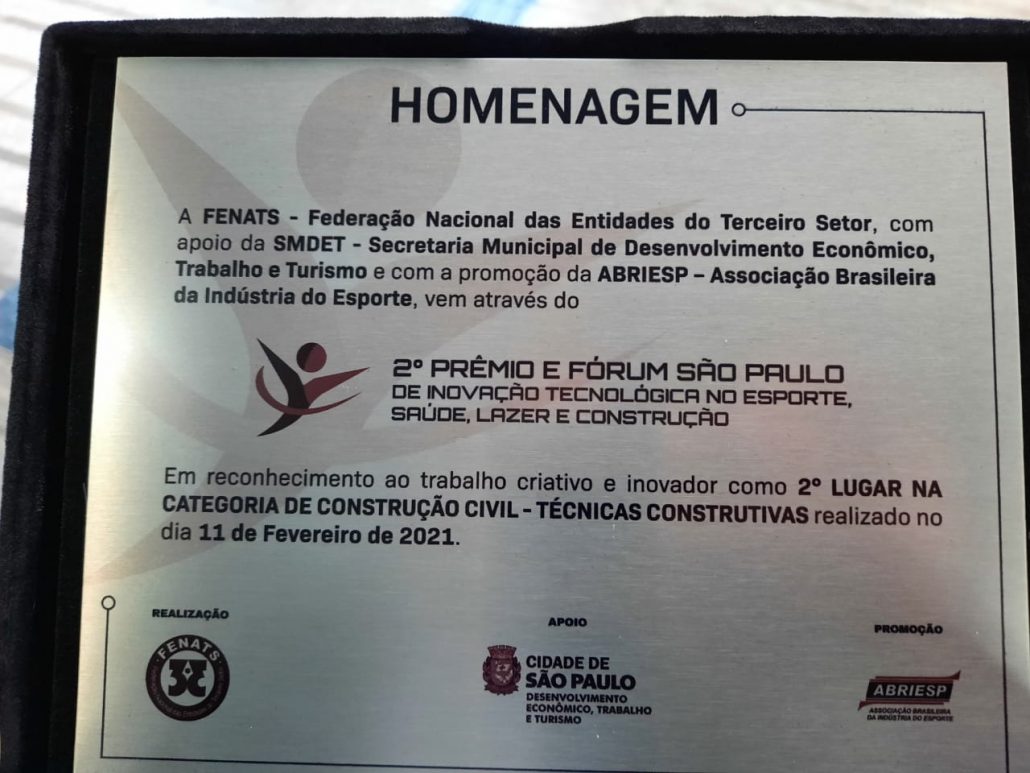 HOMENAGEM
A FENATS - Federação Nacional das Entidades do Terceiro Setor, com
apoio da SMDET - Secretaria Municipal de Desenvolvimento Econômico,
Trabalho e Turismo e com a promoção da ABRIESP – Associação Brasileira
da Indústria do Esporte, vem através do
2º PRÊMIO E FÓRUM SÃO PAULO
DE INOVAÇÃO TECNOLÓGICA NO ESPORTE,
SAÚDE, LAZER E CONSTRUÇÃO
Em reconhecimento ao trabalho criativo e inovador como 2º LUGAR NA
CATEGORIA DE CONSTRUÇÃO CIVIL - TÉCNICAS CONSTRUTIVAS realizado no
dia 11 de Fevereiro de 2021.
REALIZAÇÃO
FENATS
APOIO
CIDADE DE
SÃO PAULO
DESENVOLVIMENTO
ECONÔMICO, TRABALHO
E TURISMO
PROMOÇÃO
ABRIESP
ASSOCIAÇÃO BRASILEIRA
DA INDÚSTRIA DO ESPORTE